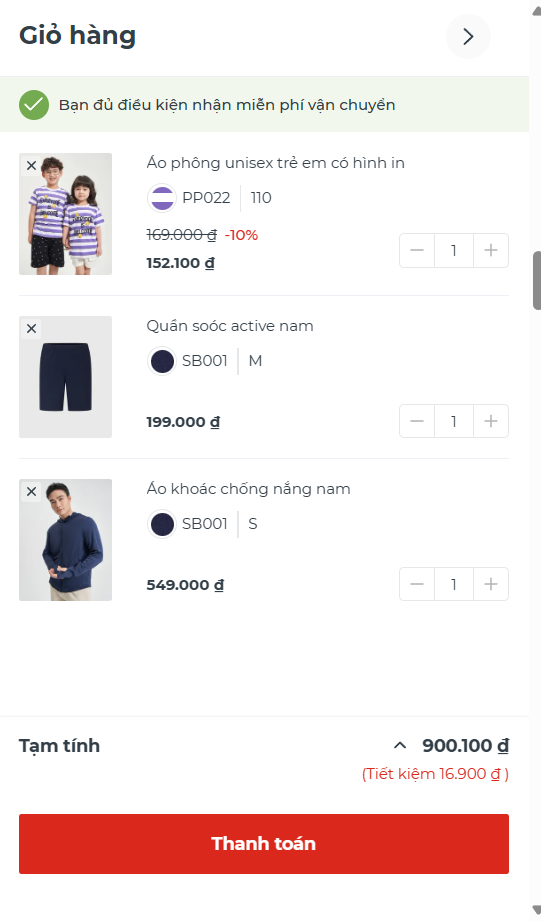 Giỏ hàng
Bạn đủ điều kiện nhận miễn phí vận chuyển
Áo phông unisex trẻ em có hình in
PP022 110
169.000 ₫ -10%
152.100 ₫
1
Quần soóc active nam
SB001 M
199.000 ₫
1
Áo khoác chống nắng nam
SB001 S
549.000 ₫
1
Tạm tính 900.100 ₫
(Tiết kiệm 16.900 ₫ )
Thanh toán